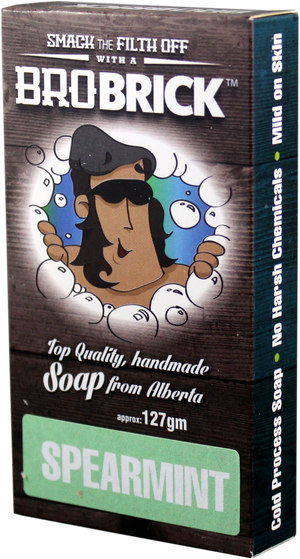 SMACK THE FILTH OFF
WITH A
BROBRICK™
Top Quality, handmade
Soap from Alberta
approx: 127gm
SPEARMINT
Cold Process Soap • No Harsh Chemicals • Mild on Skin